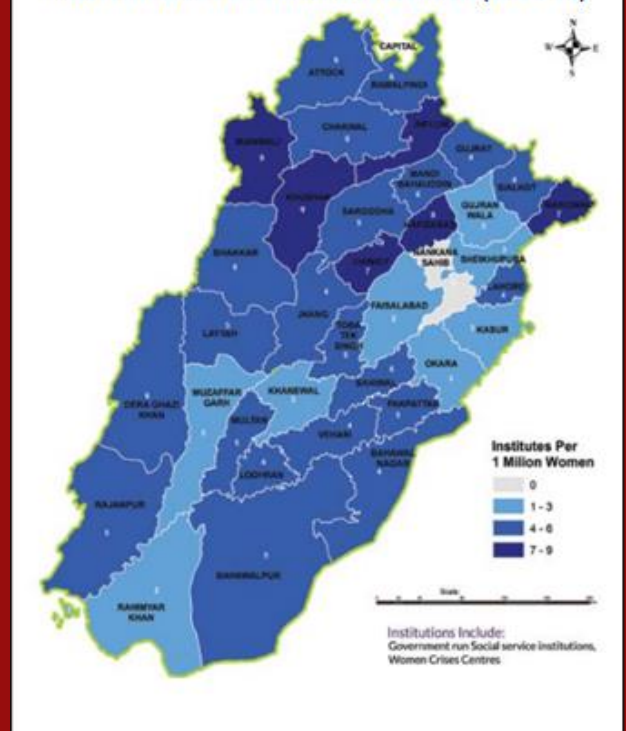 N
W E
S
CAPITAL
ATTOCK
RAWALPINDI
CHAKWAL
JHELUM
MIANWALI
GUJRAT
MANDI
BAHAUDDIN
SIALKOT
KHUSHAB
SARGODHA
GUJRAN
WALA
NAROWAL
HAFIZABAD
NANKANA
SAHIB
SHEIKHUPURA
BHAKKAR
CHINIOT
LAHORE
FAISALABAD
JHANG
KASUR
TOBA
TEK
SINGH
LAYYAH
OKARA
MUZAFFAR
GARH
KHANEWAL
SAHIWAL
DERA GHAZI
KHAN
PAKPATTAN
MULTAN
VEHARI
BAHAWAL
NAGAR
LODHRAN
RAJANPUR
BAHAWALPUR
RAHIMYAR
KHAN
Institutes Per
1 Milion Women
0
1 - 3
4 - 6
7 - 9
Scale
Institutions Include:
Government run Social service institutions,
Women Crises Centres